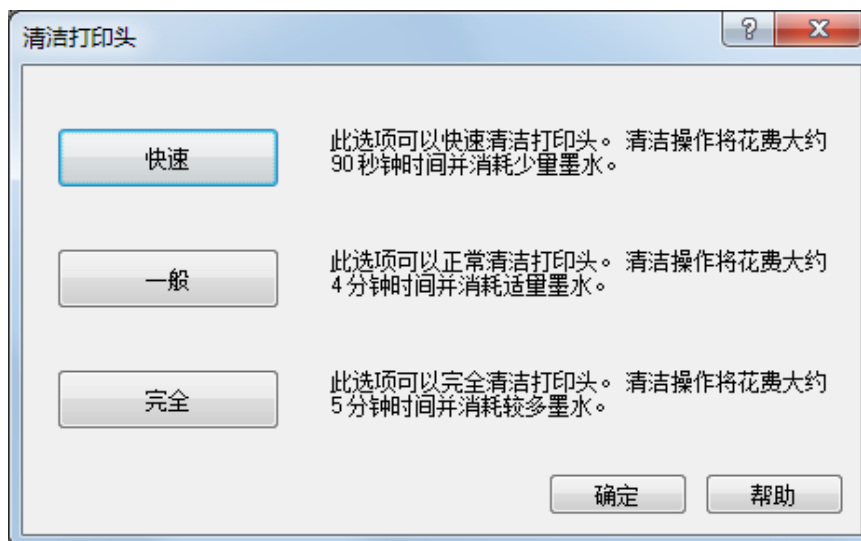 清洁打印头
快速
此选项可以快速清洁打印头。 清洁操作将花费大约
90 秒钟时间并消耗少量墨水。
一般
此选项可以正常清洁打印头。 清洁操作将花费大约
4 分钟时间并消耗适量墨水。
完全
此选项可以完全清洁打印头。 清洁操作将花费大约
5 分钟时间并消耗较多墨水。
确定 帮助